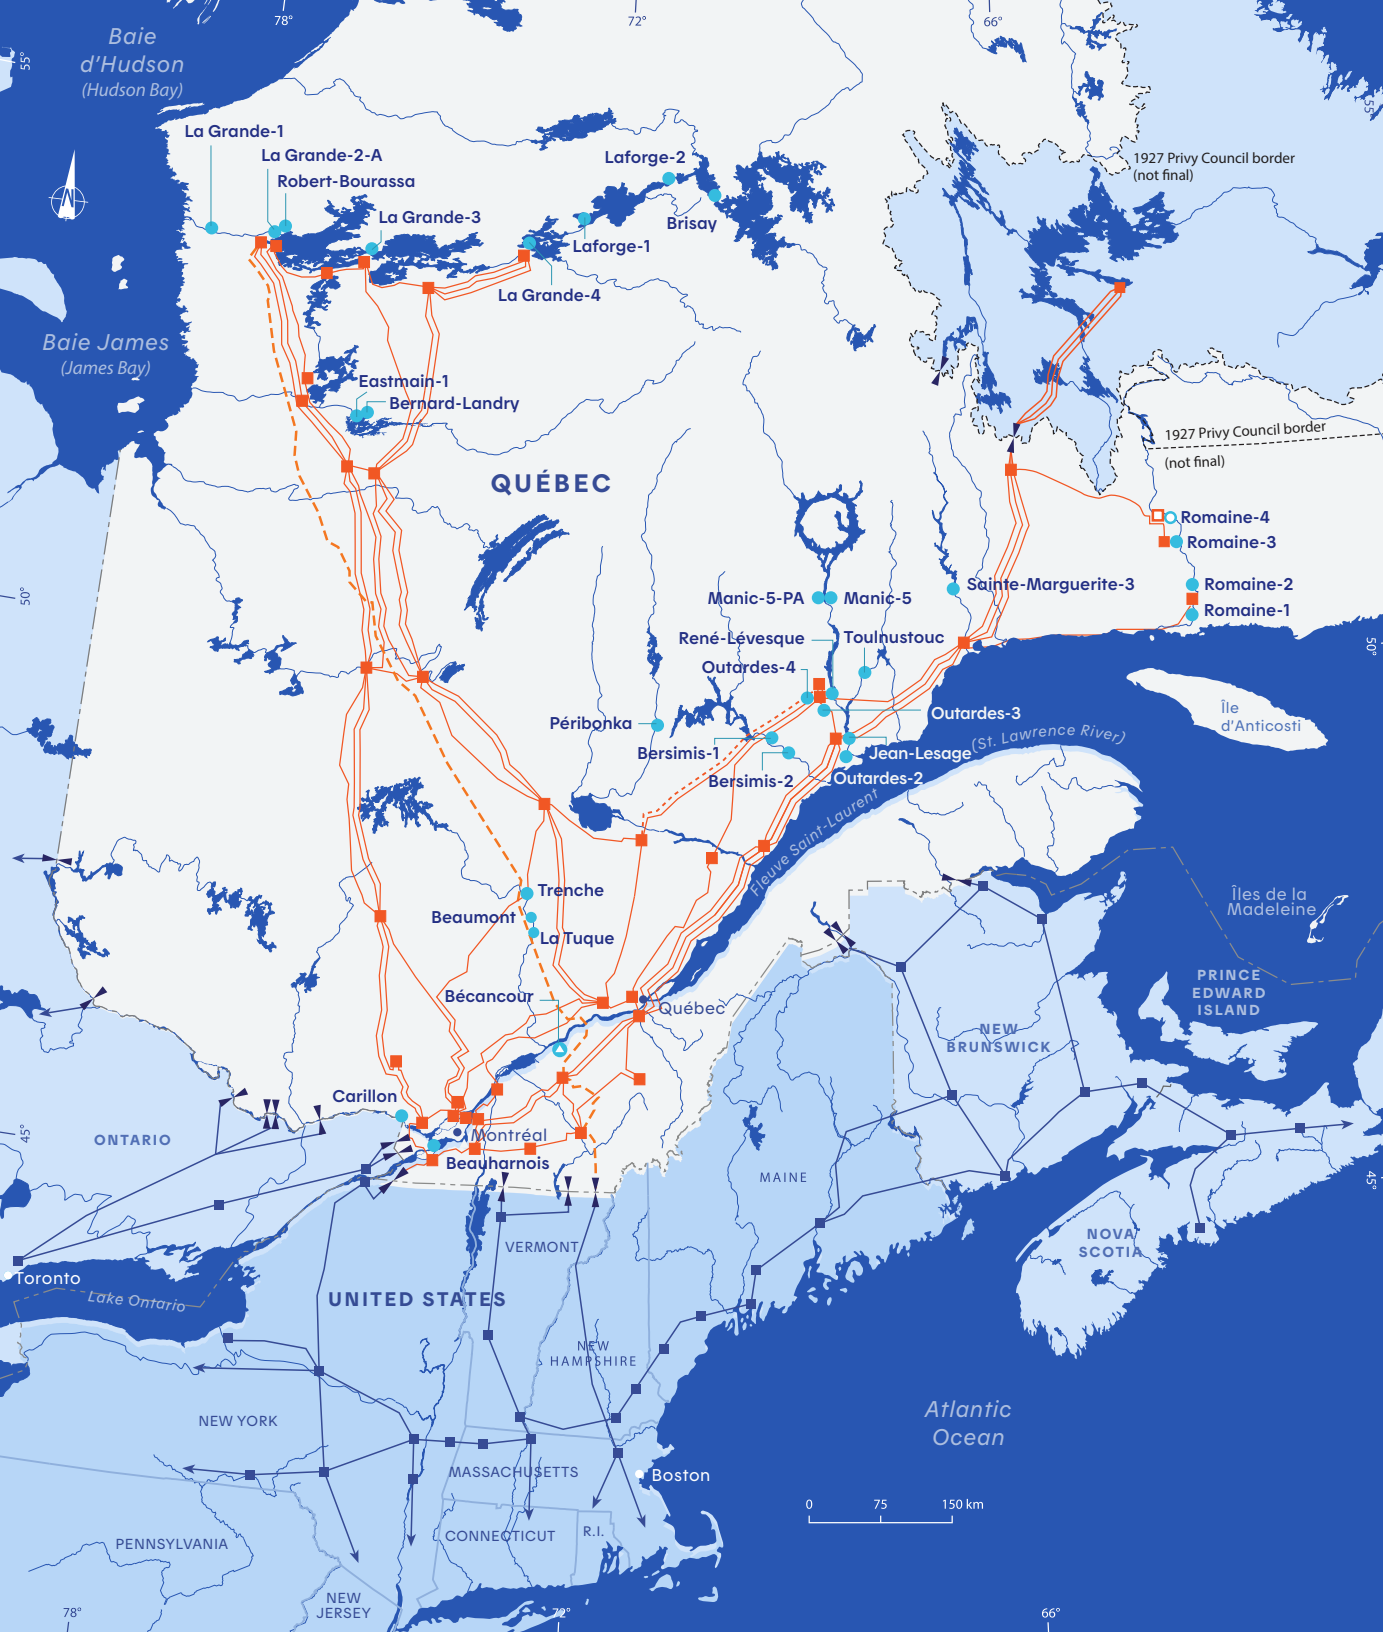 78°
72°
66°
55°
55°
Baie
d'Hudson
(Hudson Bay)
La Grande-1
La Grande-2-A
Robert-Bourassa
La Grande-3
Laforge-2
Brisay
Laforge-1
La Grande-4
1927 Privy Council border
(not final)
Baie James
(James Bay)
Eastmain-1
Bernard-Landry
1927 Privy Council border
(not final)
QUÉBEC
Romaine-4
Romaine-3
Romaine-2
Romaine-1
Sainte-Marguerite-3
50°
50°
Manic-5-PA
Manic-5
René-Lévesque
Toulnustouc
Outardes-4
Outardes-3
Péribonka
Bersimis-1
Bersimis-2
Jean-Lesage
Outardes-2
(St. Lawrence River)
Fleuve Saint-Laurent
Île
d'Anticosti
Îles de la
Madeleine
Trenche
Beaumont
La Tuque
Bécancour
Québec
PRINCE
EDWARD
ISLAND
NEW
BRUNSWICK
Carillon
Montréal
Beauharnois
ONTARIO
45°
45°
MAINE
NOVA
SCOTIA
VERMONT
Toronto
Lake Ontario
UNITED STATES
NEW
HAMPSHIRE
NEW YORK
Atlantic
Ocean
MASSACHUSETTS
Boston
0
75
150 km
CONNECTICUT
R.I.
PENNSYLVANIA
NEW
JERSEY
78°
72°
66°